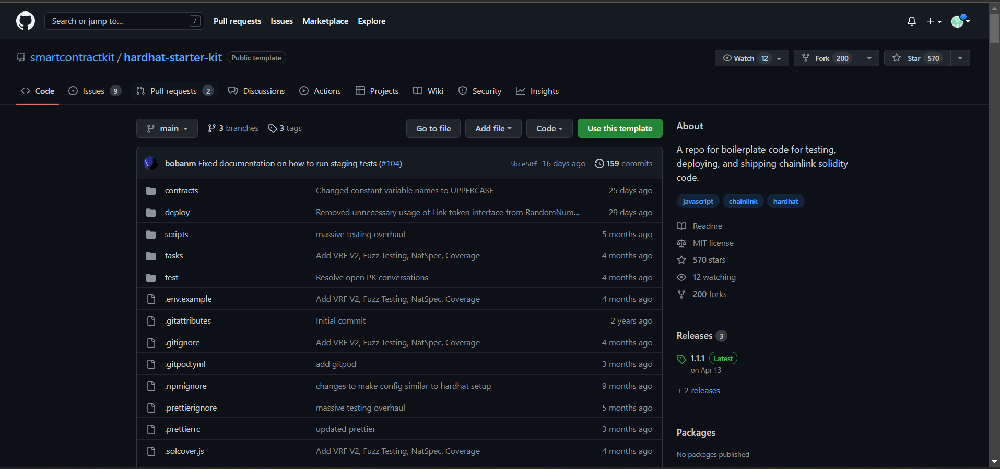 Search or jump to... /
Pull requests Issues Marketplace Explore
smartcontractkit / hardhat-starter-kit Public template
Watch 12 Fork 200 Star 570
Code Issues 9 Pull requests 2 Discussions Actions Projects Wiki Security Insights
main 3 branches 3 tags Go to file Add file Code Use this template
bobanm Fixed documentation on how to run staging tests (#104) 5bce50f 16 days ago 159 commits
contracts Changed constant variable names to UPPERCASE 25 days ago
deploy Removed unnecessary usage of Link token interface from RandomNum... 29 days ago
scripts massive testing overhaul 5 months ago
tasks Add VRF V2, Fuzz Testing, NatSpec, Coverage 4 months ago
test Resolve open PR conversations 4 months ago
.env.example Add VRF V2, Fuzz Testing, NatSpec, Coverage 4 months ago
.gitattributes Initial commit 2 years ago
.gitignore Add VRF V2, Fuzz Testing, NatSpec, Coverage 4 months ago
.gitpod.yml add gitpod 3 months ago
.npmignore changes to make config similar to hardhat setup 9 months ago
.prettierignore massive testing overhaul 5 months ago
.prettierrc updated prettier 3 months ago
.solcover.js Add VRF V2, Fuzz Testing, NatSpec, Coverage 4 months ago
About
A repo for boilerplate code for testing,
deploying, and shipping chainlink solidity
code.
javascript chainlink hardhat
Readme
MIT license
570 stars
12 watching
200 forks
Releases 3
1.1.1 Latest
on Apr 13
+ 2 releases
Packages
No packages published